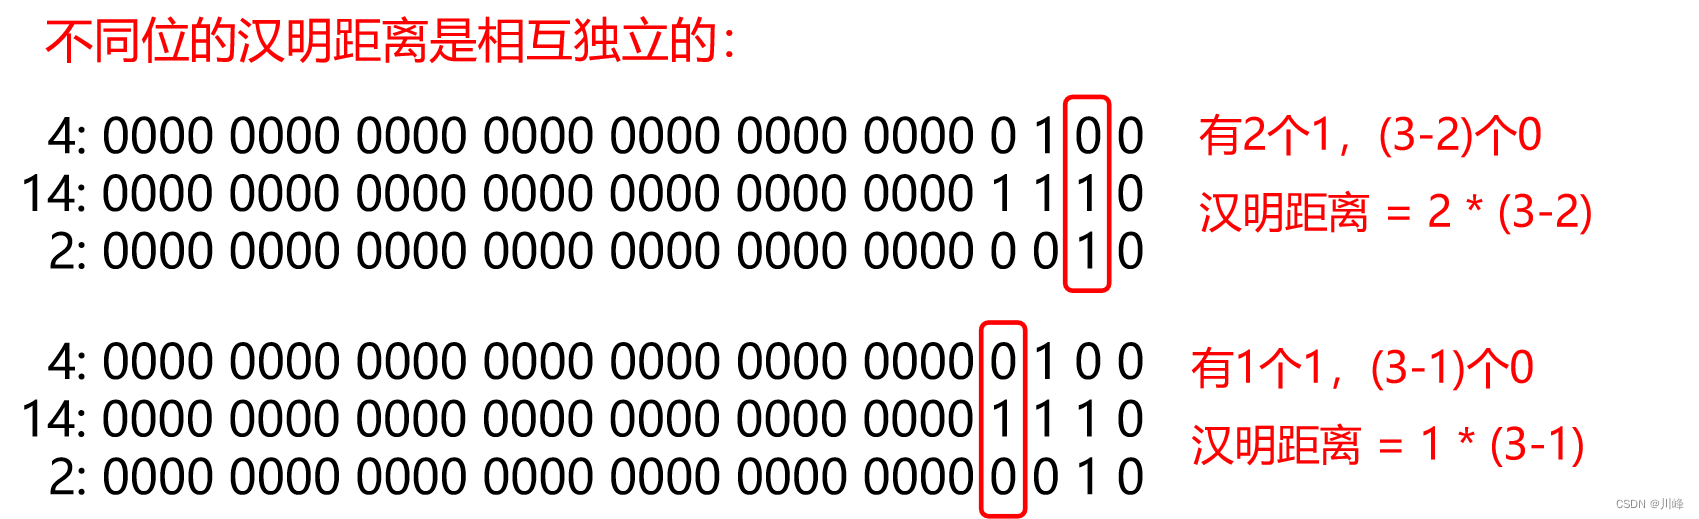 不同位的汉明距离是相互独立的：
4: 0000 0000 0000 0000 0000 0000 0000 0 1 0 0 有2个1，(3-2)个0
14: 0000 0000 0000 0000 0000 0000 0000 1 1 1 0 汉明距离 = 2 * (3-2)
2: 0000 0000 0000 0000 0000 0000 0000 0 0 1 0
4: 0000 0000 0000 0000 0000 0000 0000 0 1 0 0 有1个1，(3-1)个0
14: 0000 0000 0000 0000 0000 0000 0000 1 1 1 0 汉明距离 = 1 * (3-1)
2: 0000 0000 0000 0000 0000 0000 0000 0 0 1 0
CSDN @川峰